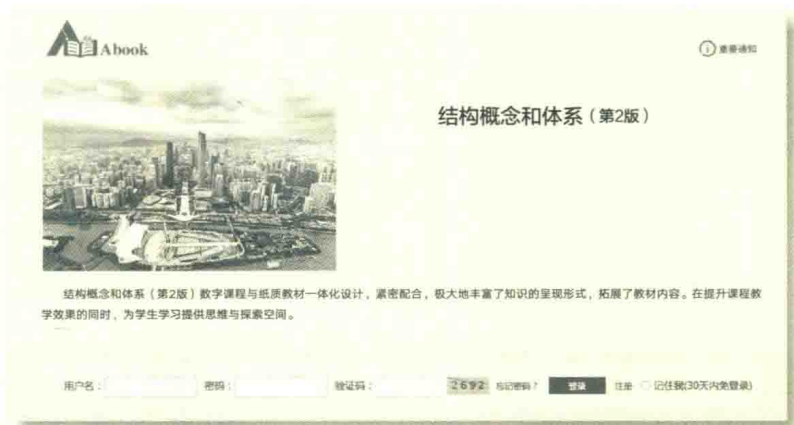 Abook
重要通知
结构概念和体系（第2版）
结构概念和体系（第2版）数字课程与纸质教材一体化设计，紧密配合，极大地丰富了知识的呈现形式，拓展了教材内容。在提升课程教
学效果的同时，为学生学习提供思维与探索空间。
用户名： 密码： 验证码： 2692 忘记密码？ 登录 注册 记住我(30天内免登录)